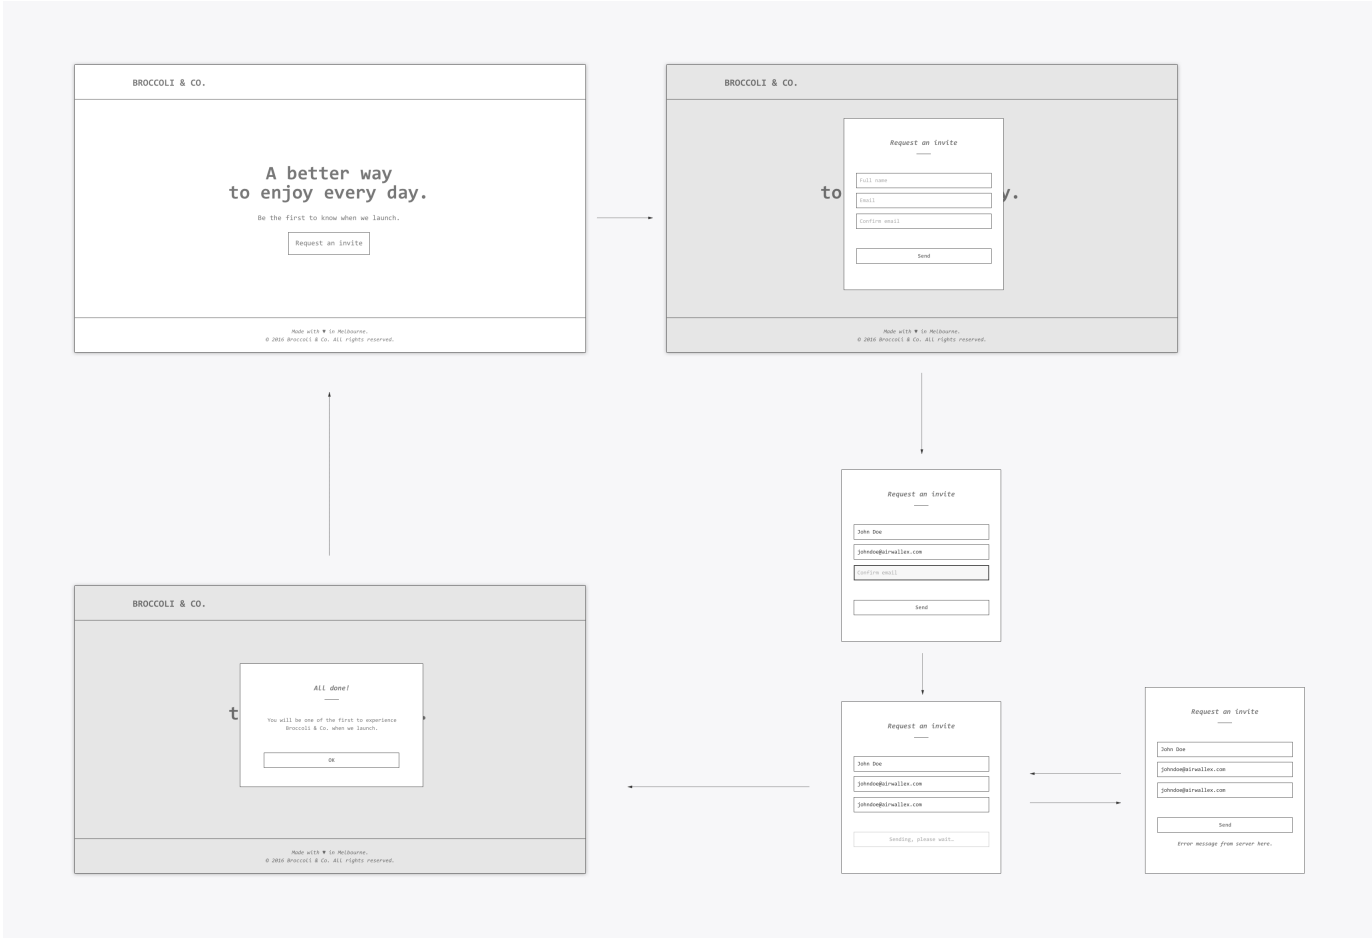 BROCCOLI & CO.
A better way
to enjoy every day.
Be the first to know when we launch.
Request an invite
Made with ♥ in Melbourne.
© 2016 Broccoli & Co. All rights reserved.
BROCCOLI & CO.
Request an invite
to y.
Full name
Email
Confirm email
Send
Made with ♥ in Melbourne.
© 2016 Broccoli & Co. All rights reserved.
Request an invite
John Doe
johndoe@airwallex.com
Confirm email
Send
Request an invite
John Doe
johndoe@airwallex.com
johndoe@airwallex.com
Sending, please wait…
Request an invite
John Doe
johndoe@airwallex.com
johndoe@airwallex.com
Send
Error message from server here.
BROCCOLI & CO.
All done!
t .
You will be one of the first to experience
Broccoli & Co. when we launch.
OK
Made with ♥ in Melbourne.
© 2016 Broccoli & Co. All rights reserved.